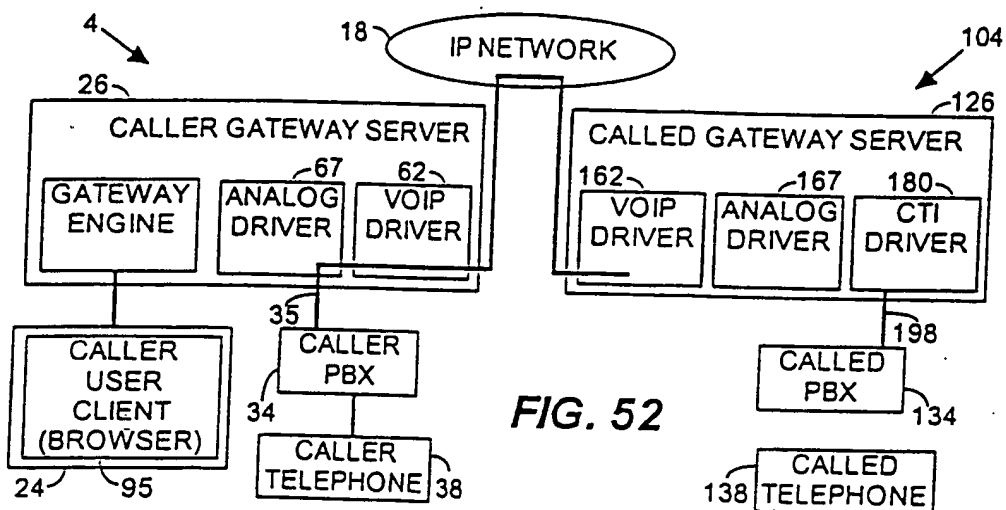 4
18
IP NETWORK
104
26
CALLER GATEWAY SERVER
GATEWAY
ENGINE
67
ANALOG
DRIVER
62
VOIP
DRIVER
126
CALLED GATEWAY SERVER
162
VOIP
DRIVER
167
ANALOG
DRIVER
180
CTI
DRIVER
35
198
CALLER
USER
CLIENT
(BROWSER)
24
95
CALLER
PBX
34
CALLER
TELEPHONE
38
FIG. 52
CALLED
PBX
134
CALLED
TELEPHONE
138